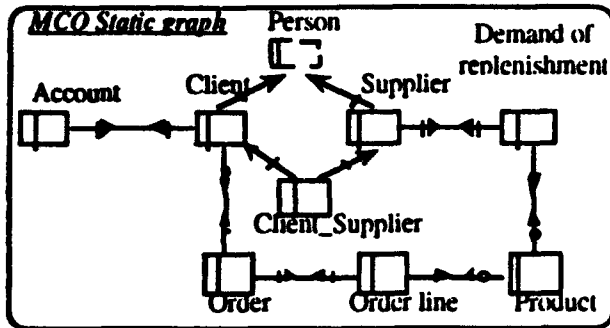 MCO Static graph
Person
Demand of
replenishment
Account
Client
Supplier
Client_Supplier
Order
Order line
Product